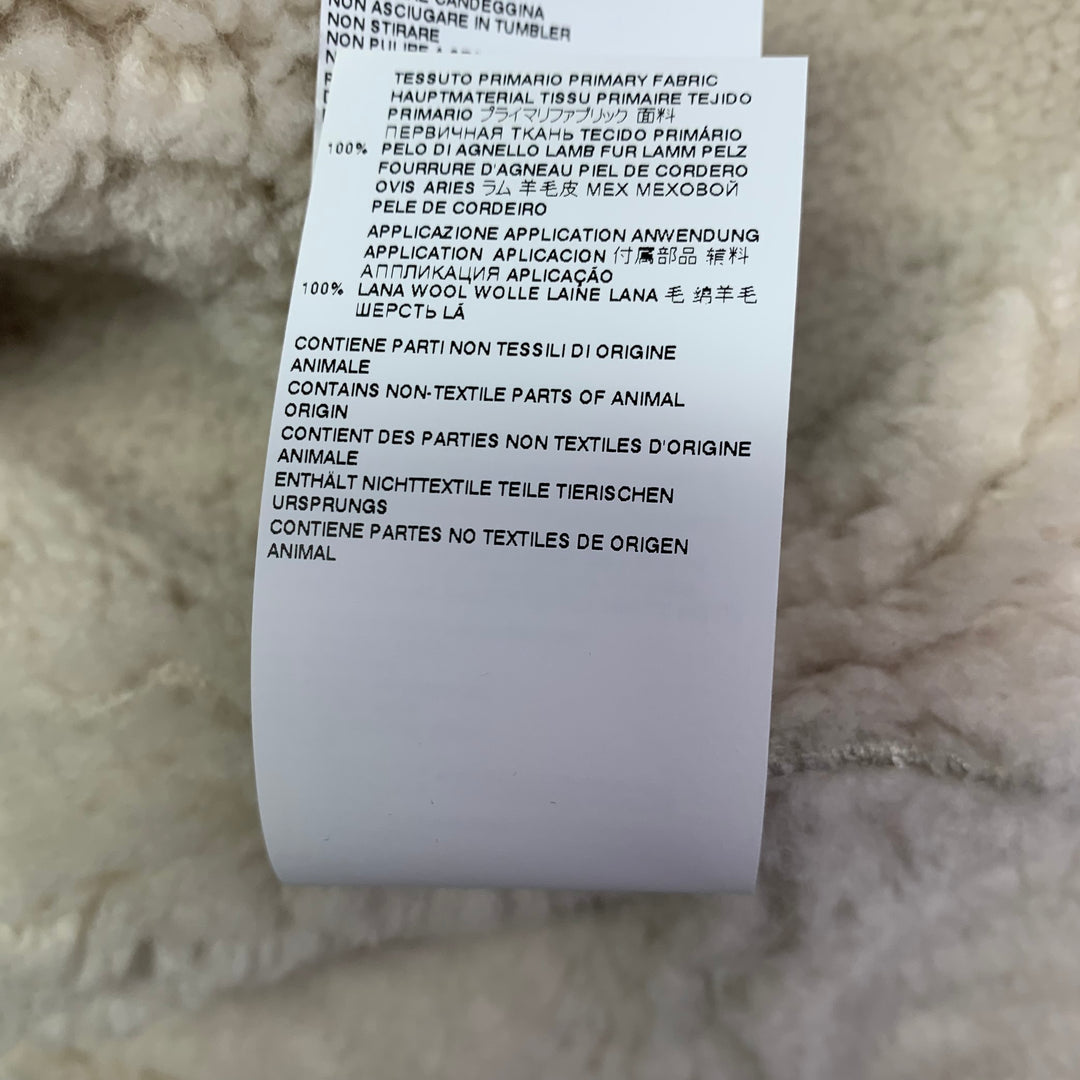 CANDEGGINA
NON ASCIUGARE IN TUMBLER
NON STIRARE
NON PULIRE A
TESSUTO PRIMARIO PRIMARY FABRIC
HAUPTMATERIAL TISSU PRIMAIRE TEJIDO
PRIMARIO プライマリファブリック 面料
ПЕРВИЧНАЯ ТКАНЬ TECIDO PRIMÁRIO
100% PELO DI AGNELLO LAMB FUR LAMM PELZ
FOURRURE D'AGNEAU PIEL DE CORDERO
OVIS ARIES ラム 羊毛皮 МЕХ МЕХОВОЙ
PELE DE CORDEIRO
APPLICAZIONE APPLICATION ANWENDUNG
APPLICATION APLICACION 付属部品 辅料
АППЛИКАЦИЯ APLICAÇÃO
100% LANA WOOL WOLLE LAINE LANA 毛 绵羊毛
ШЕРСТЬ LÃ
CONTIENE PARTI NON TESSILI DI ORIGINE
ANIMALE
CONTAINS NON-TEXTILE PARTS OF ANIMAL
ORIGIN
CONTIENT DES PARTIES NON TEXTILES D'ORIGINE
ANIMALE
ENTHÄLT NICHTTEXTILE TEILE TIERISCHEN
URSPRUNGS
CONTIENE PARTES NO TEXTILES DE ORIGEN
ANIMAL